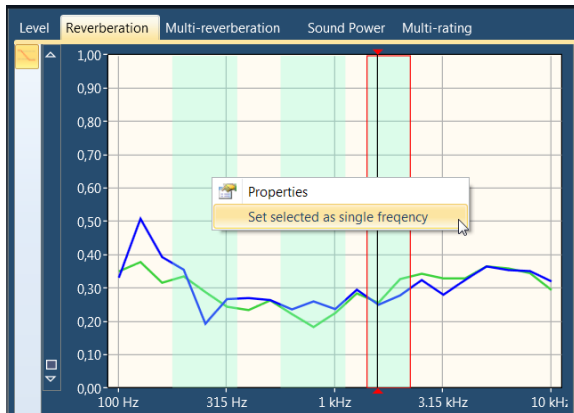 Level Reverberation Multi-reverberation Sound Power Multi-rating
1,00
0,90
0,80
0,70
0,60
Properties
0,50
Set selected as single freqency
0,40
0,30
0,20
0,10
0,00
100 Hz 315 Hz 1 kHz 3.15 kHz 10 kHz